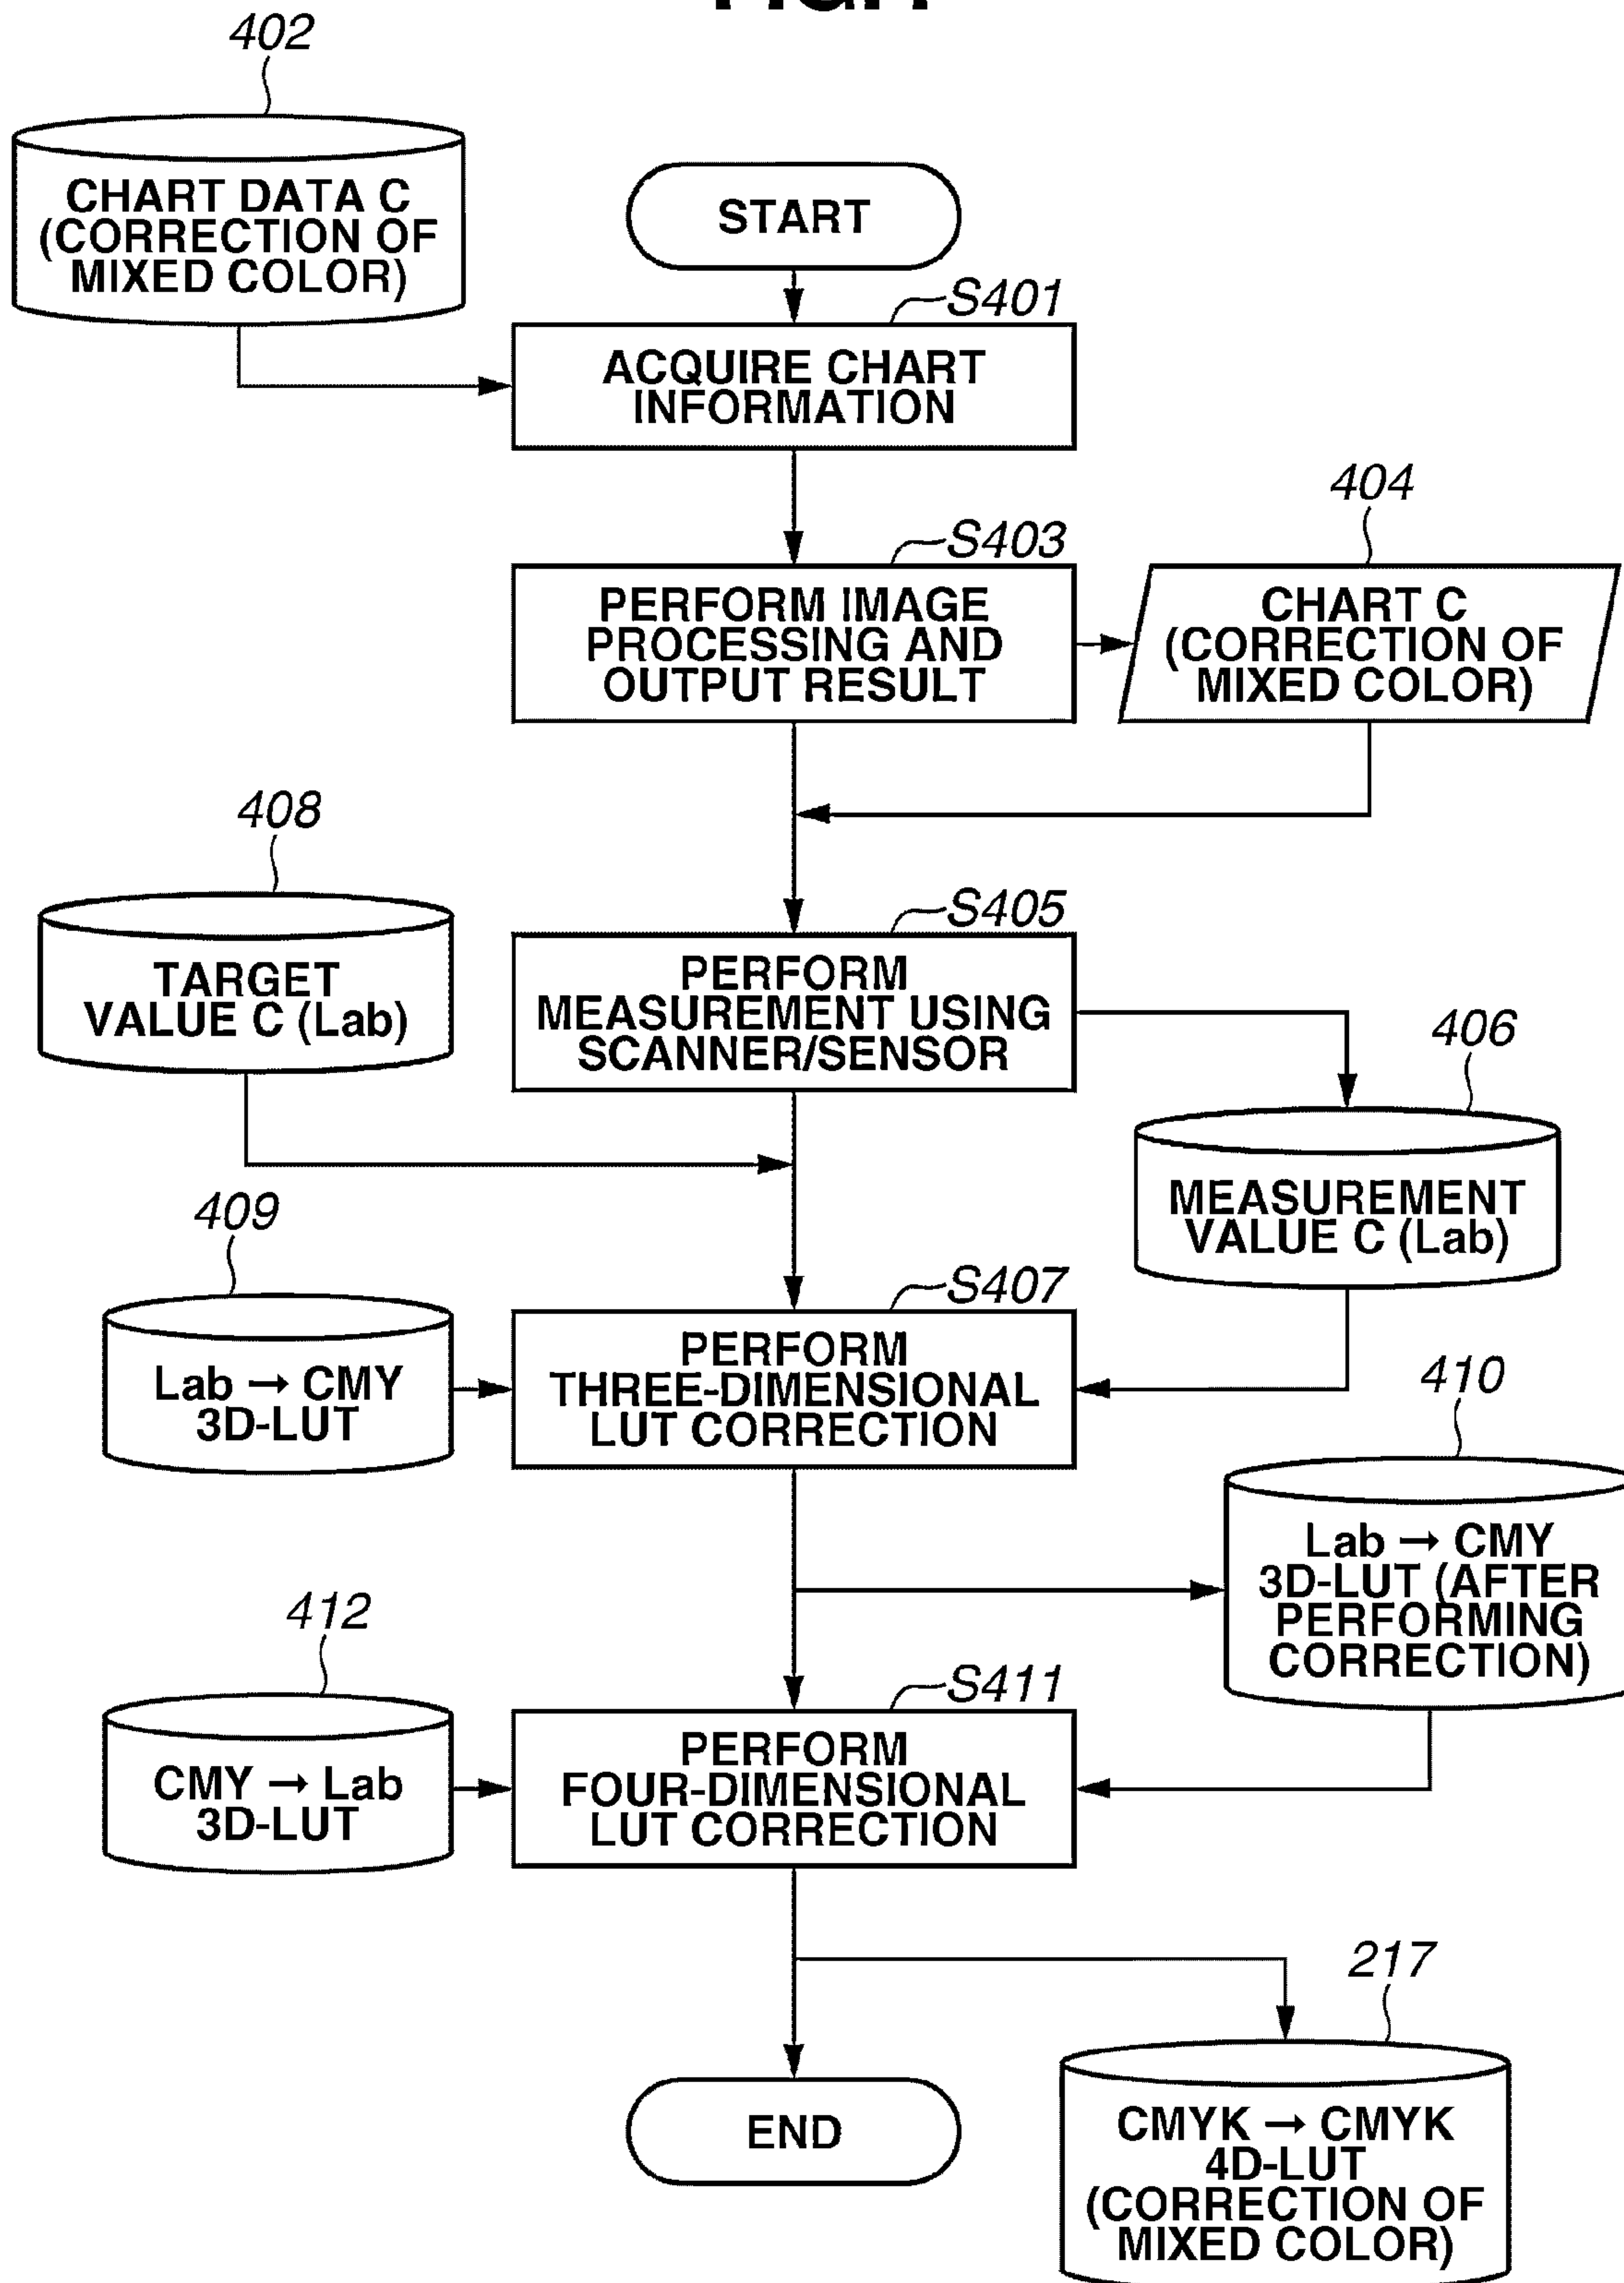 402
CHART DATA C
(CORRECTION OF
MIXED COLOR)
START
S401
ACQUIRE CHART
INFORMATION
S403
PERFORM IMAGE
PROCESSING AND
OUTPUT RESULT
404
CHART C
(CORRECTION OF
MIXED COLOR)
408
TARGET
VALUE C (Lab)
S405
PERFORM
MEASUREMENT USING
SCANNER/SENSOR
406
MEASUREMENT
VALUE C (Lab)
409
Lab → CMY
3D-LUT
S407
PERFORM
THREE-DIMENSIONAL
LUT CORRECTION
410
Lab → CMY
3D-LUT (AFTER
PERFORMING
CORRECTION)
412
CMY → Lab
3D-LUT
S411
PERFORM
FOUR-DIMENSIONAL
LUT CORRECTION
217
CMYK → CMYK
4D-LUT
(CORRECTION OF
MIXED COLOR)
END